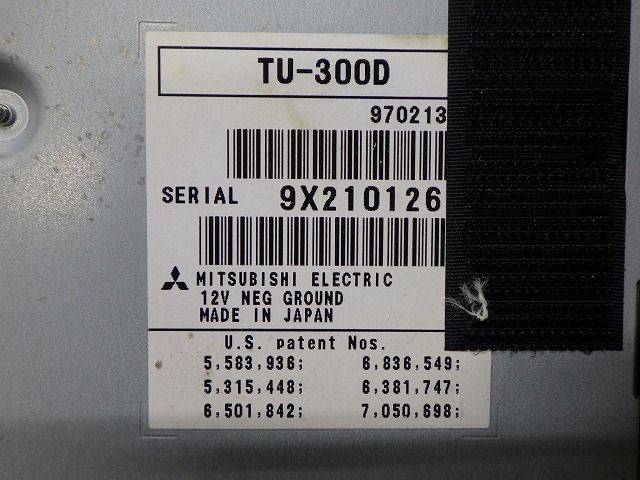 TU-300D
970213
SERIAL 9X210126
MITSUBISHI ELECTRIC
12V NEG GROUND
MADE IN JAPAN
U.S. patent Nos.
5,583,936; 6,836,549;
5,315,448; 6,381,747;
6,501,842; 7,050,698;